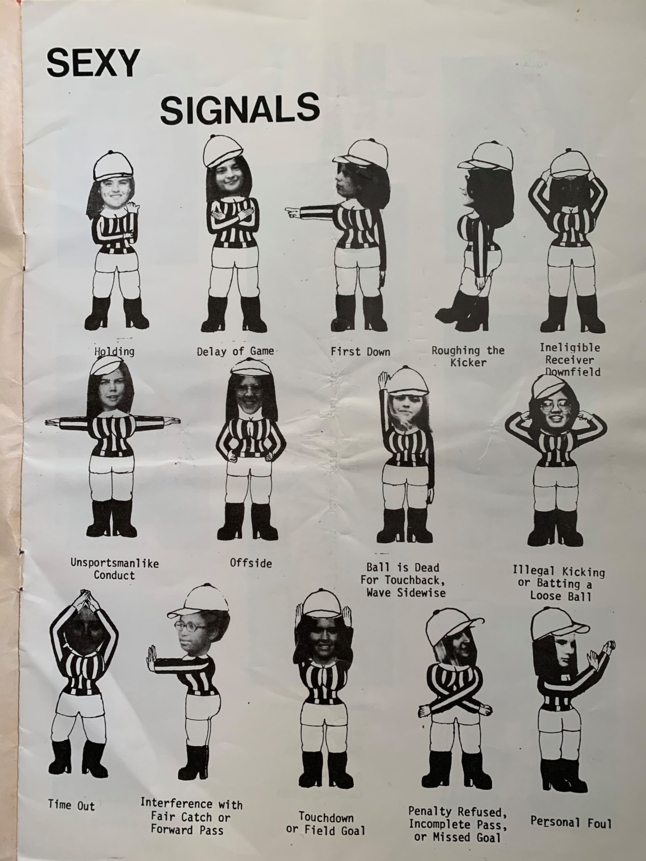 SEXY
SIGNALS
Holding
Delay of Game
First Down
Roughing the
Kicker
Ineligible
Receiver
Downfield
Unsportsmanlike
Conduct
Offside
Ball is Dead
For Touchback,
Wave Sidewise
Illegal Kicking
or Batting a
Loose Ball
Time Out
Interference with
Fair Catch or
Forward Pass
Touchdown
or Field Goal
Penalty Refused,
Incomplete Pass,
or Missed Goal
Personal Foul